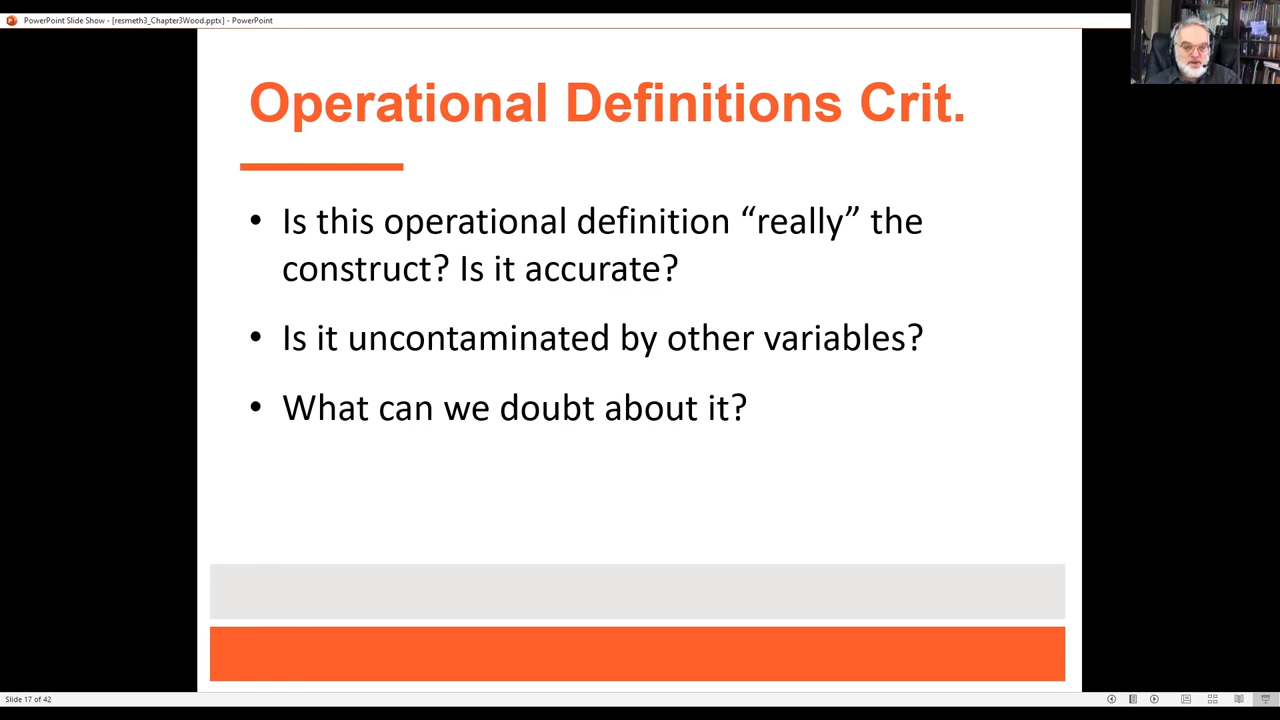 PowerPoint Slide Show - [resmeth3_Chapter3Wood.pptx] - PowerPoint
Operational Definitions Crit.
• Is this operational definition “really” the
construct? Is it accurate?
• Is it uncontaminated by other variables?
• What can we doubt about it?
Slide 17 of 42